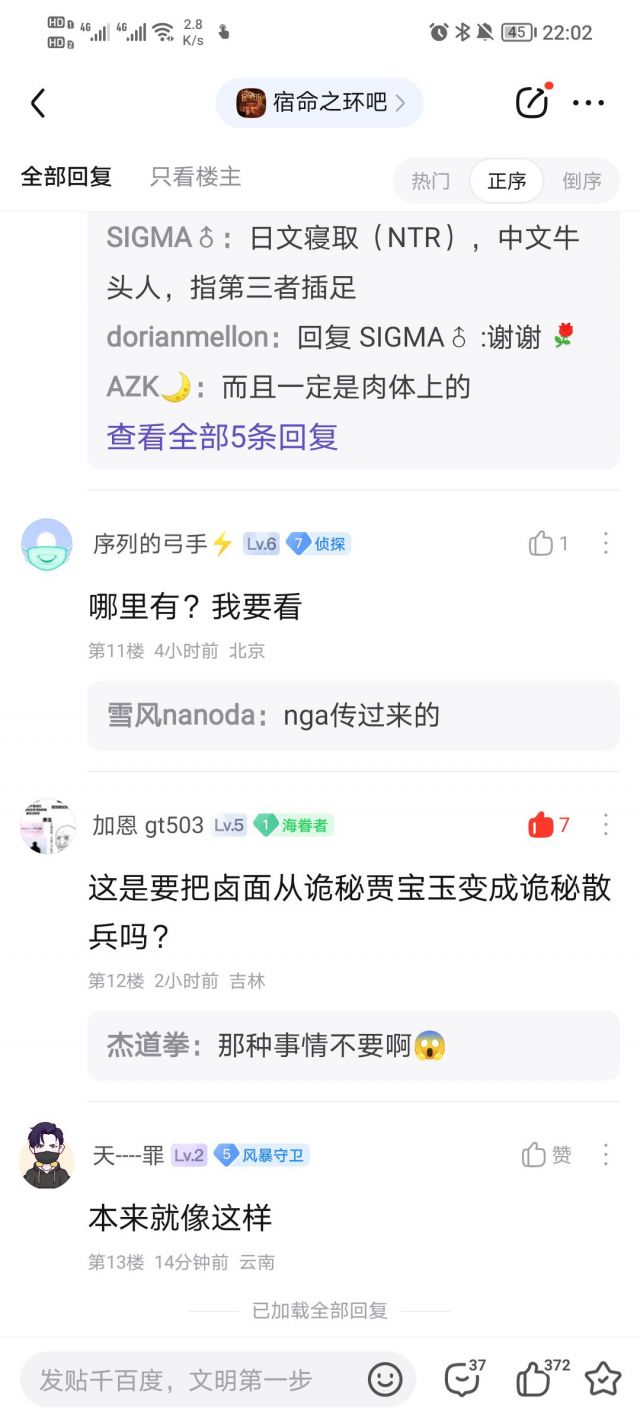 HD 1 4G 4G 2.8 K/s 45 22:02
HD 2
宿命之环吧
全部回复 只看楼主 热门 正序 倒序
SIGMA♂：日文寝取（NTR），中文牛
头人，指第三者插足
dorianmellon：回复 SIGMA♂ :谢谢🌹
AZK🌙：而且一定是肉体上的
查看全部5条回复
序列的弓手⚡ Lv.6 7 侦探 1
哪里有？我要看
第11楼 4小时前 北京
雪风nanoda：nga传过来的
加恩 gt503 Lv.5 1 海眷者 7
这是要把卤面从诡秘贾宝玉变成诡秘散
兵吗？
第12楼 2小时前 吉林
杰道拳：那种事情不要啊😱
天----罪 Lv.2 5 风暴守卫 赞
本来就像这样
第13楼 14分钟前 云南
已加载全部回复
发贴千百度，文明第一步 37 372